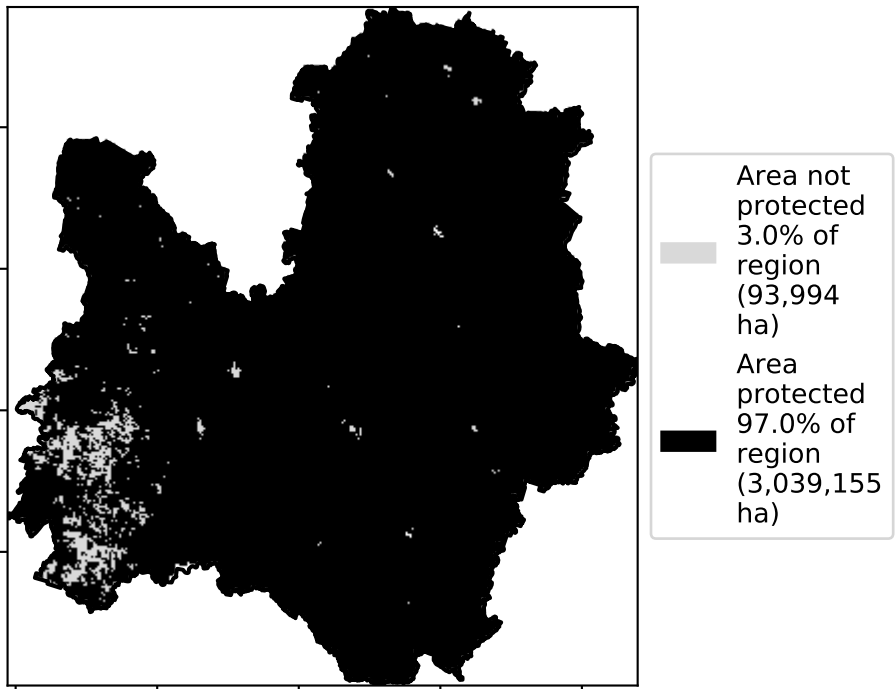 Area not
protected
3.0% of
region
(93,994
ha)
Area
protected
97.0% of
region
(3,039,155
ha)